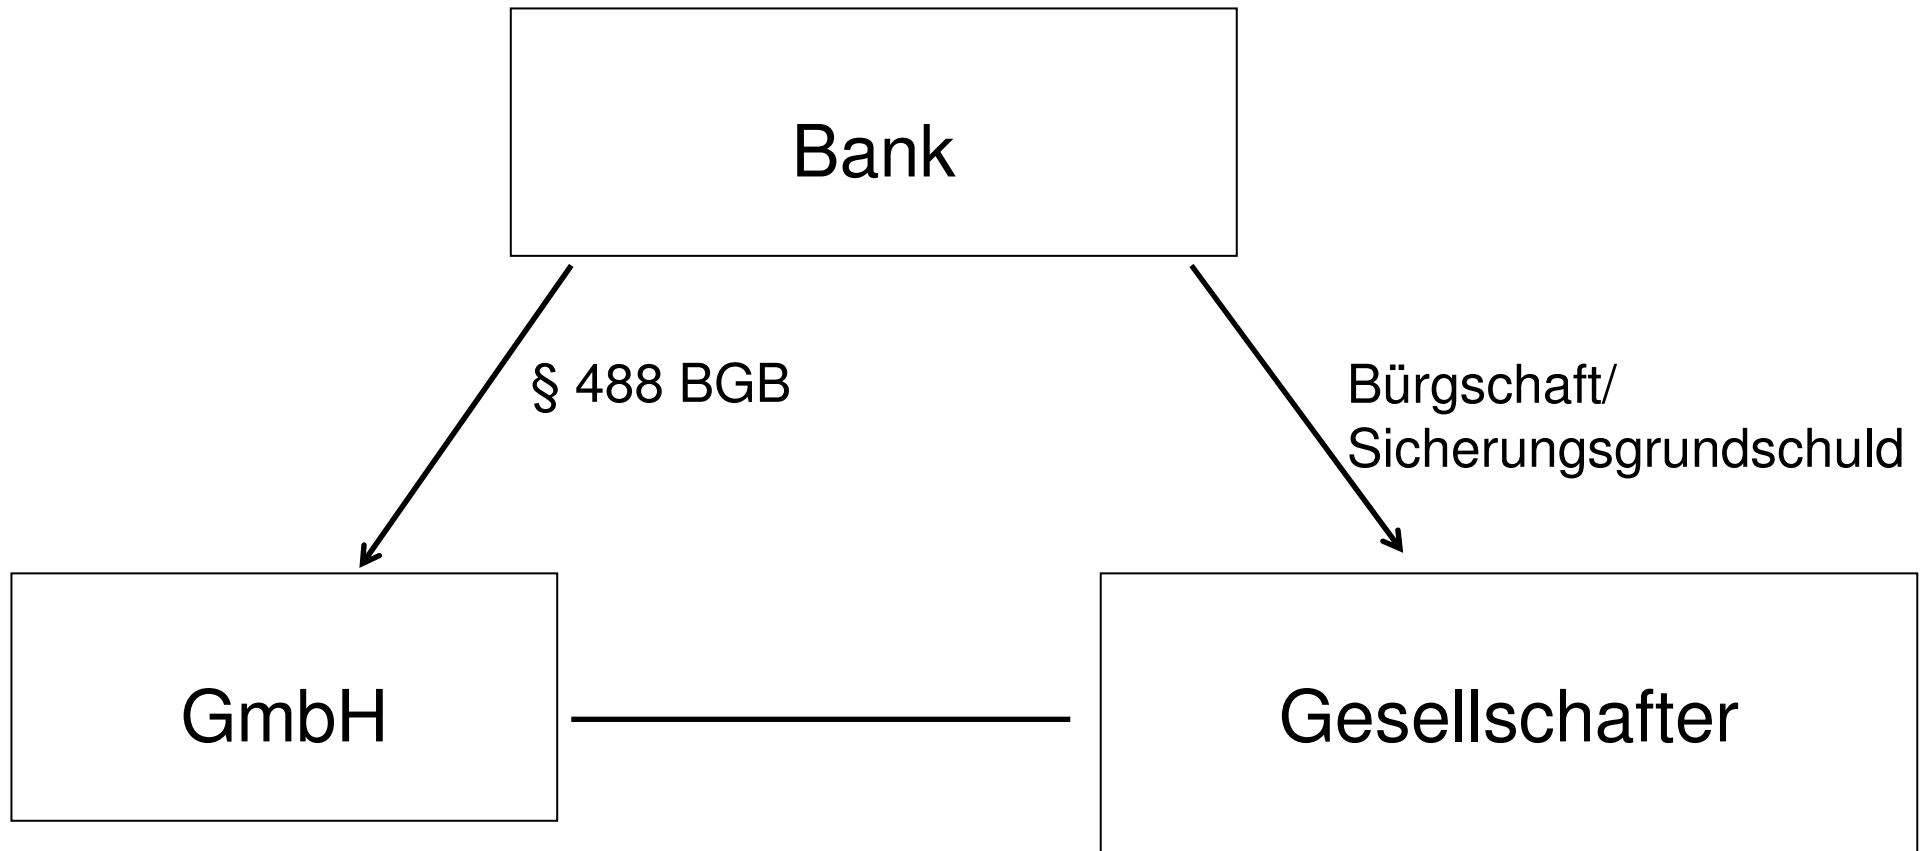 Bank
§ 488 BGB
Bürgschaft/
Sicherungsgrundschuld
GmbH
Gesellschafter